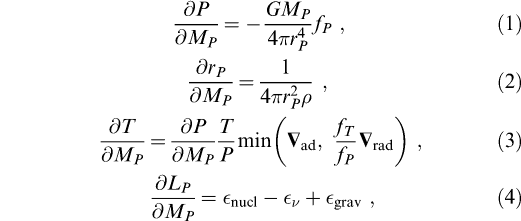 ∂P/∂M_P = − GM_P/4πr_P^4 f_P , (1)
∂r_P/∂M_P = 1/4πr_P^2 ρ , (2)
∂T/∂M_P = ∂P/∂M_P T/P min(∇_ad, f_T/f_P ∇_rad) , (3)
∂L_P/∂M_P = ϵ_nucl − ϵ_ν + ϵ_grav , (4)